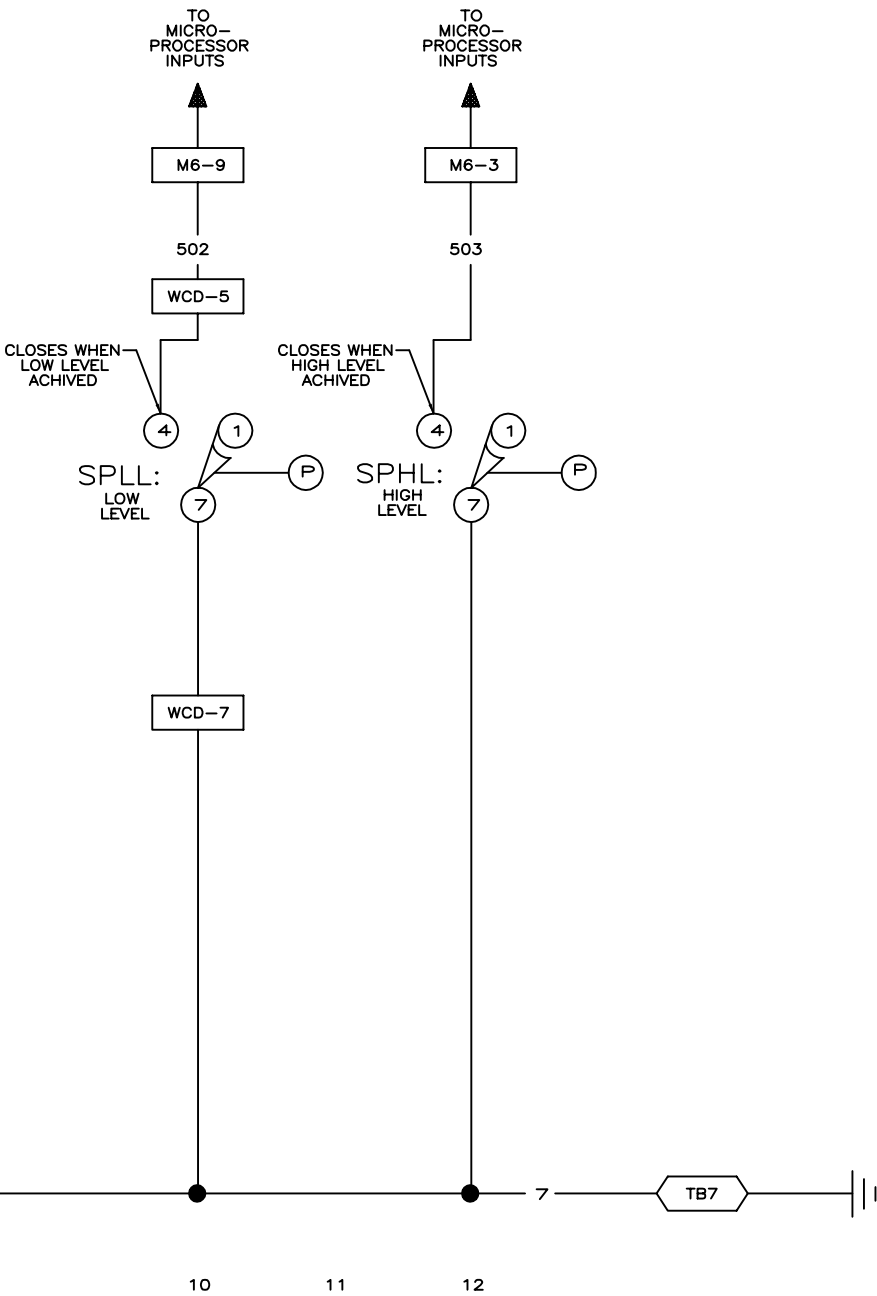 TO
MICRO-
PROCESSOR
INPUTS
TO
MICRO-
PROCESSOR
INPUTS
M6-9
M6-3
502
503
WCD-5
CLOSES WHEN
LOW LEVEL
ACHIVED
CLOSES WHEN
HIGH LEVEL
ACHIVED
4
1
4
1
SPLL:
LOW
LEVEL
P
7
SPHL:
HIGH
LEVEL
P
7
WCD-7
7
TB7
10
11
12